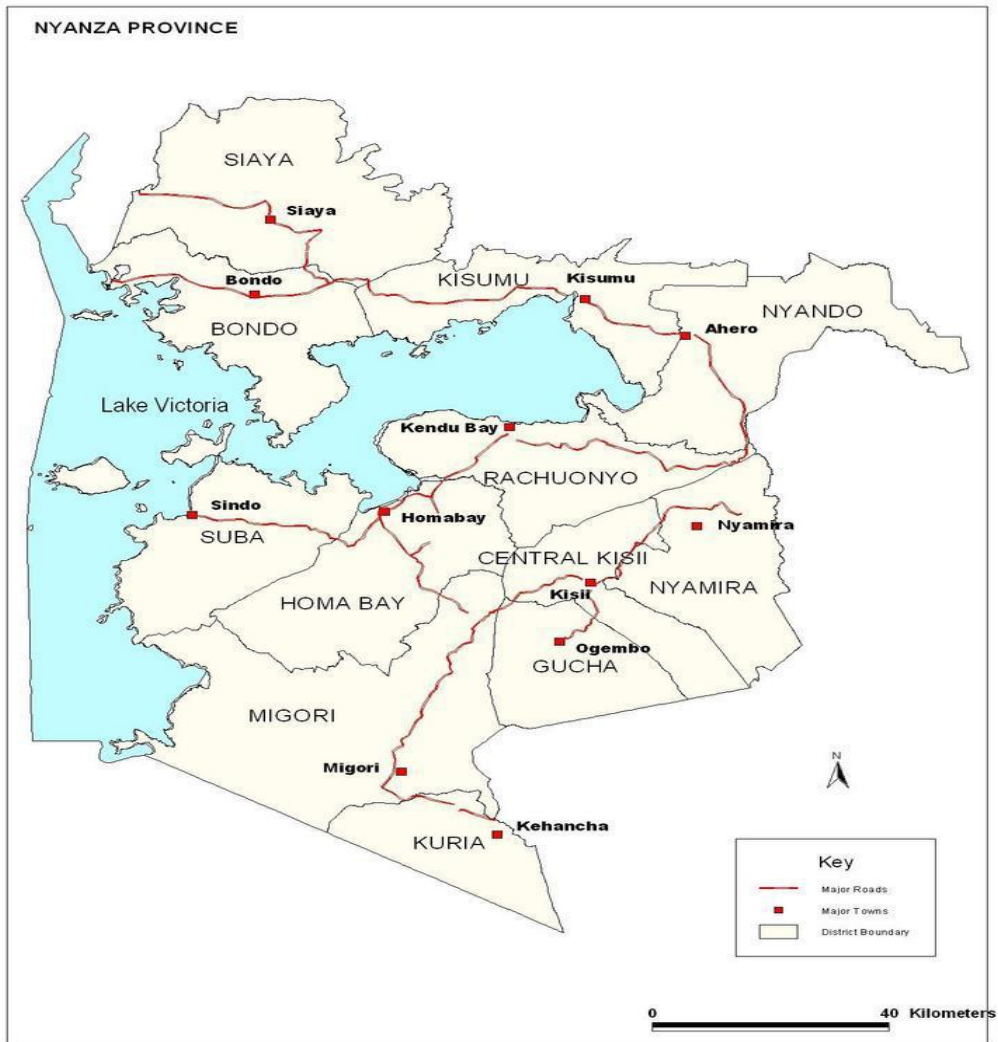 NYANZA PROVINCE
SIAYA
Siaya
KISUMU
Kisumu
Bondo
NYANDO
BONDO
Ahero
Lake Victoria
Kendu Bay
RACHUONYO
Sindo
Homabay
SUBA
Nyamira
CENTRAL KISII
NYAMIRA
Kisii
HOMA BAY
Ogembo
GUCHA
MIGORI
Migori
N
Kehancha
KURIA
Key
Major Roads
Major Towns
District Boundary
0 40 Kilometers